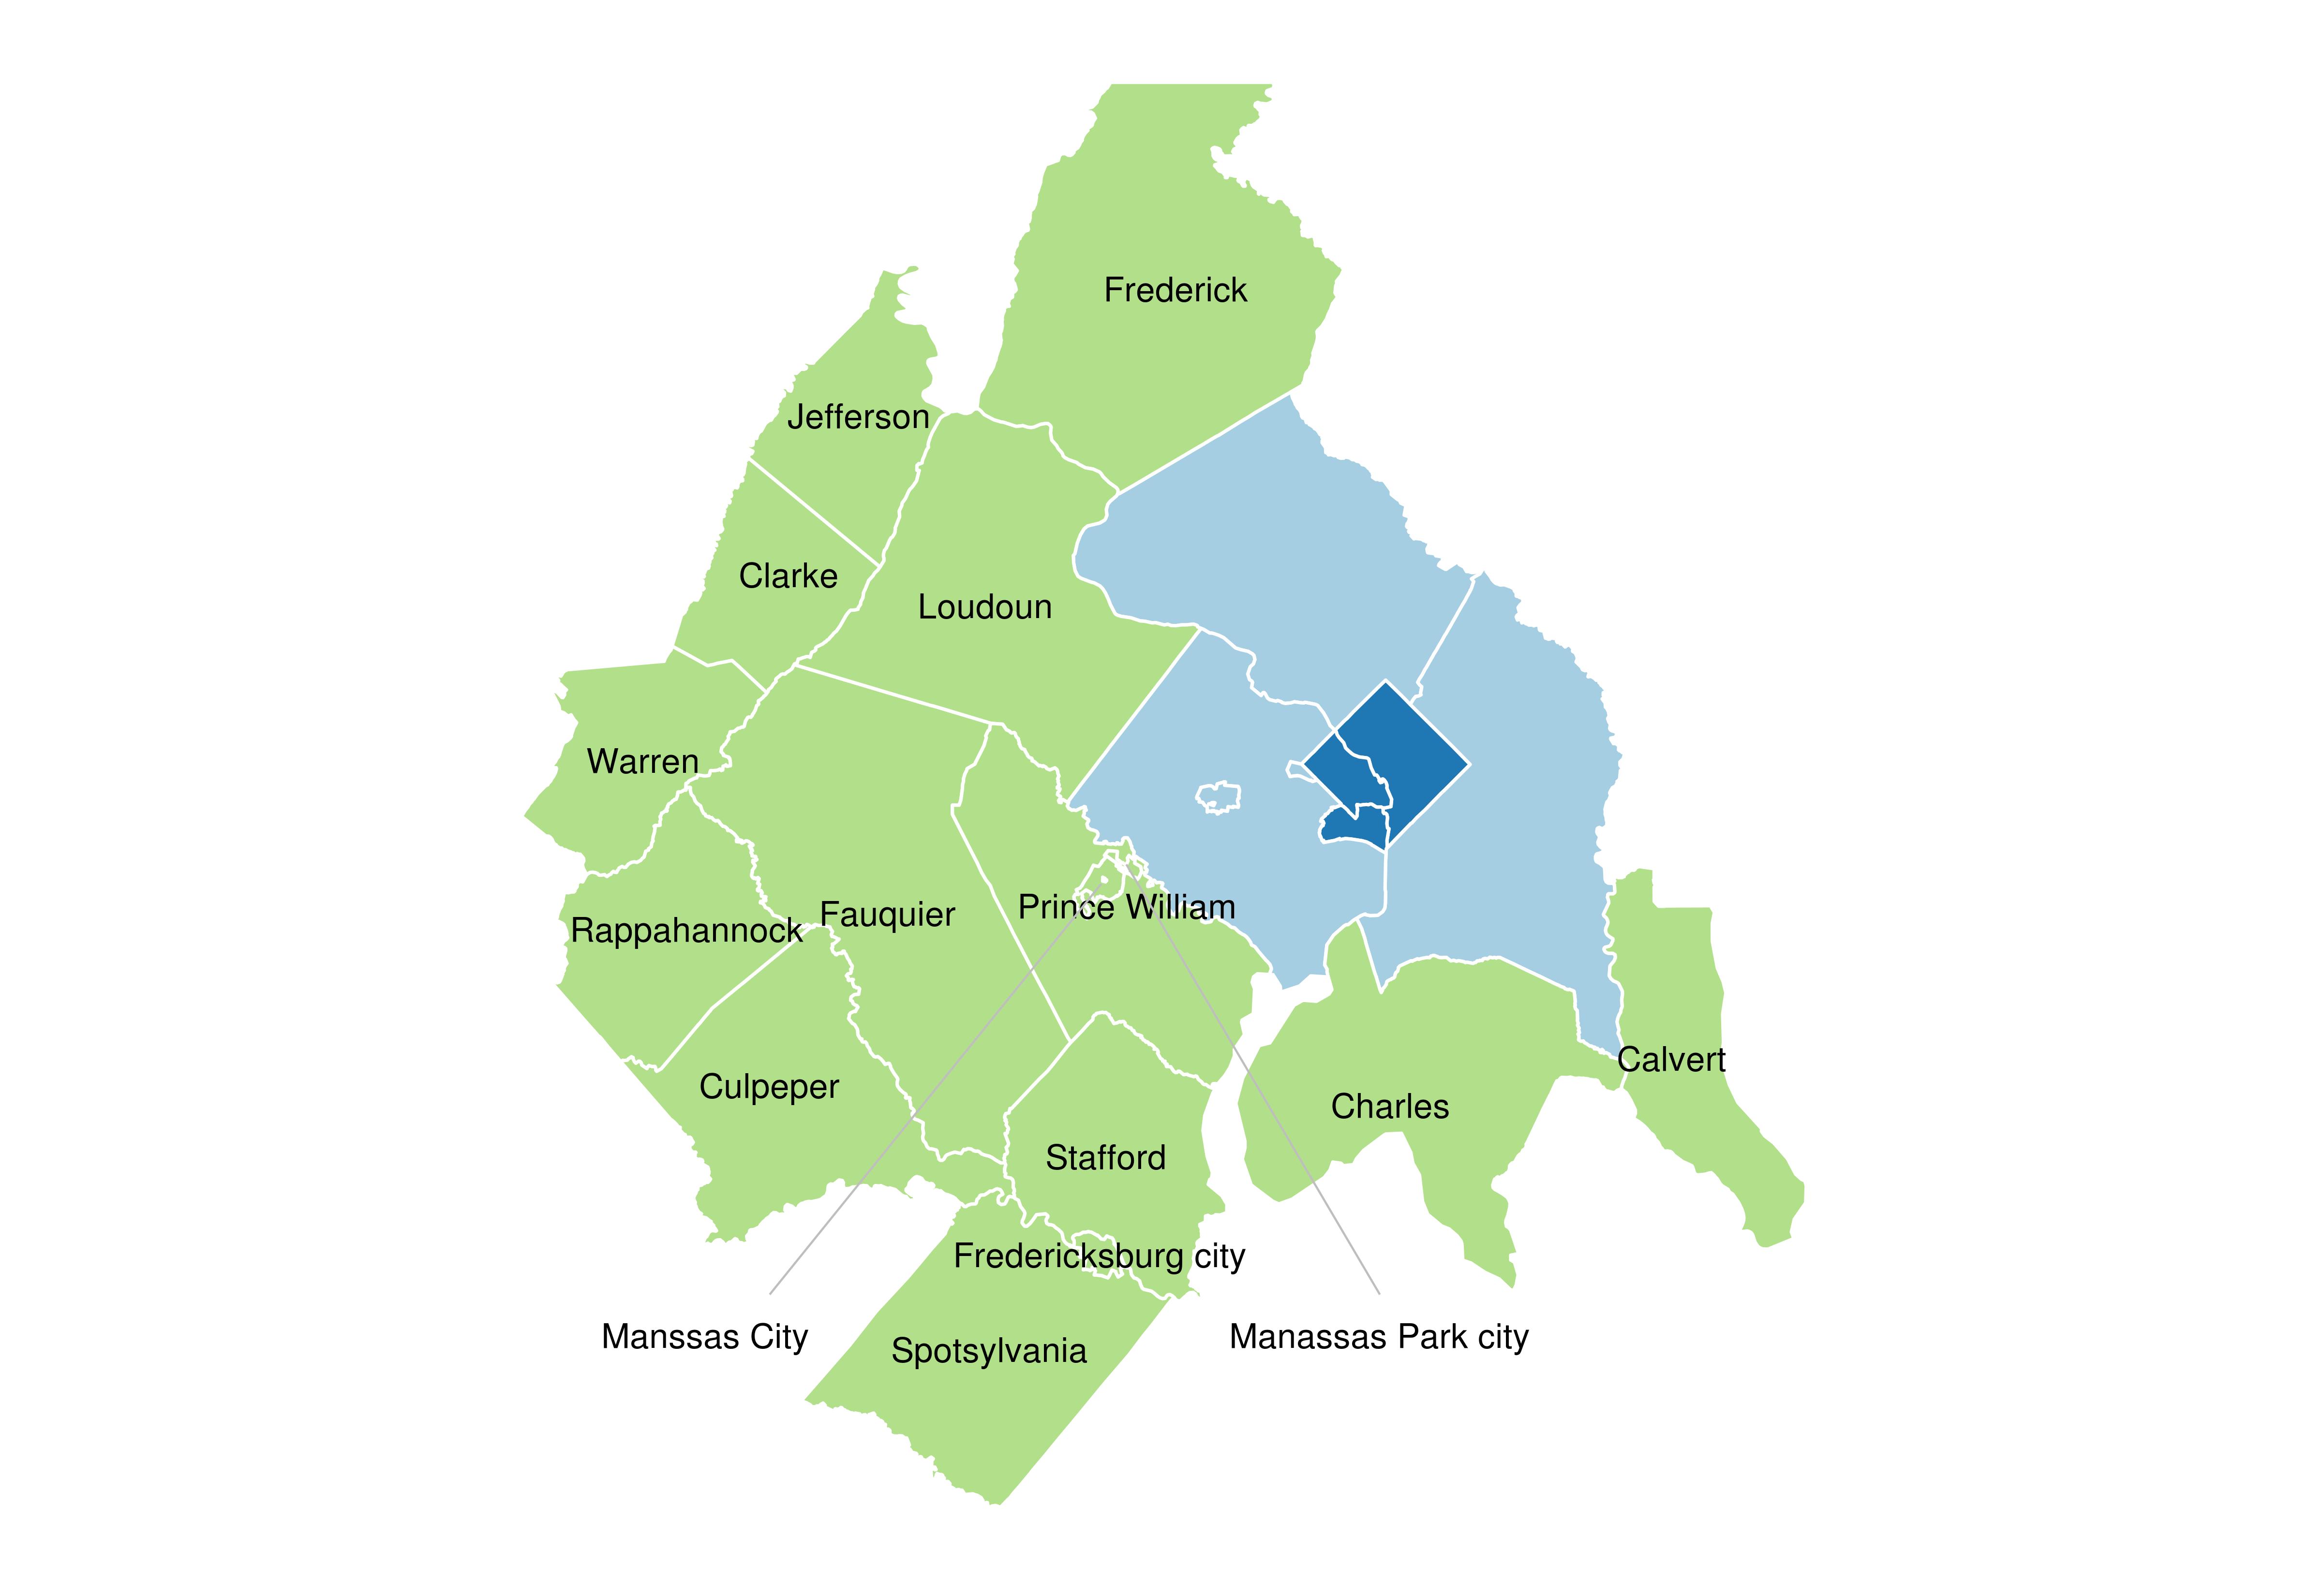 Frederick
Jefferson
Clarke
Loudoun
Warren
Prince William
Fauquier
Rappahannock
Calvert
Culpeper
Charles
Stafford
Fredericksburg city
Manssas City
Manassas Park city
Spotsylvania